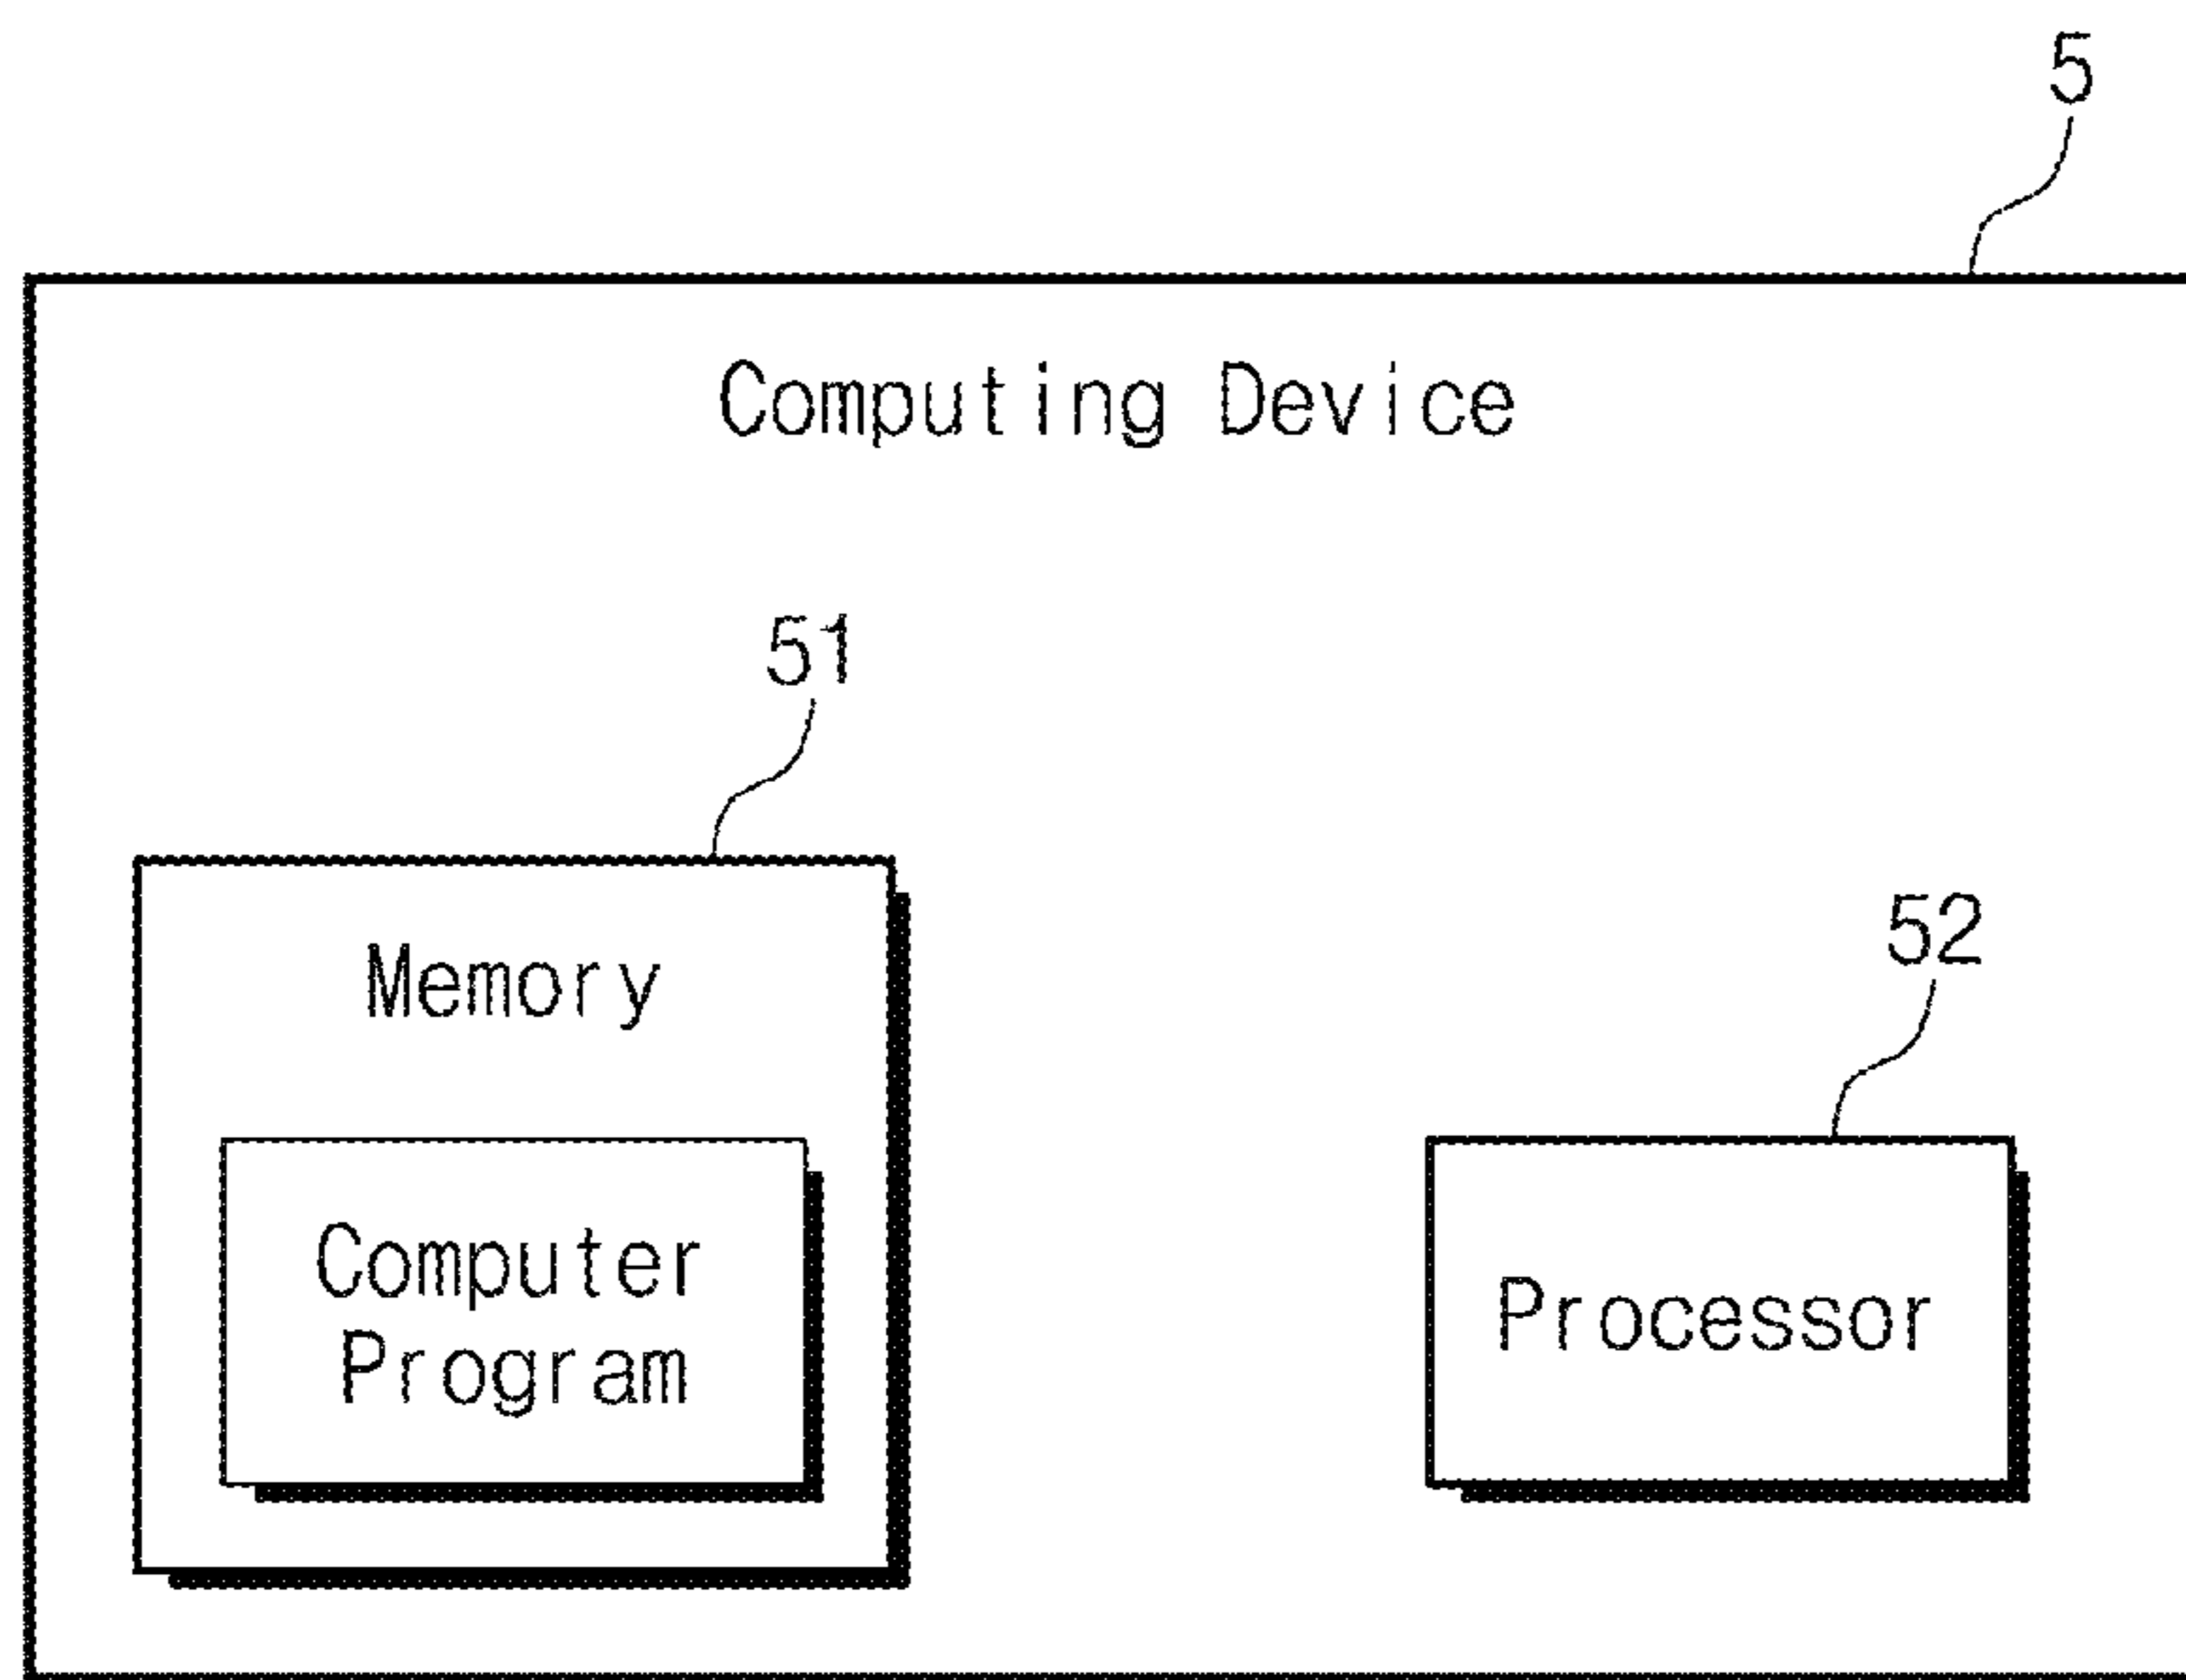 5
Computing Device
51
Memory
52
Computer
Program
Processor